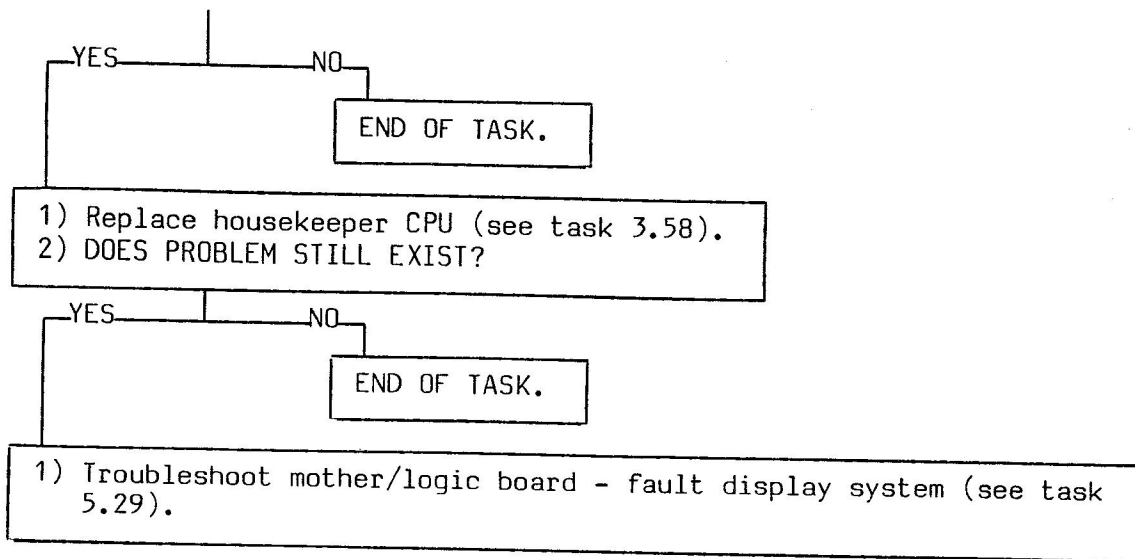 YES NO
END OF TASK.
1) Replace housekeeper CPU (see task 3.58).
2) DOES PROBLEM STILL EXIST?
YES NO
END OF TASK.
1) Troubleshoot mother/logic board - fault display system (see task
5.29).